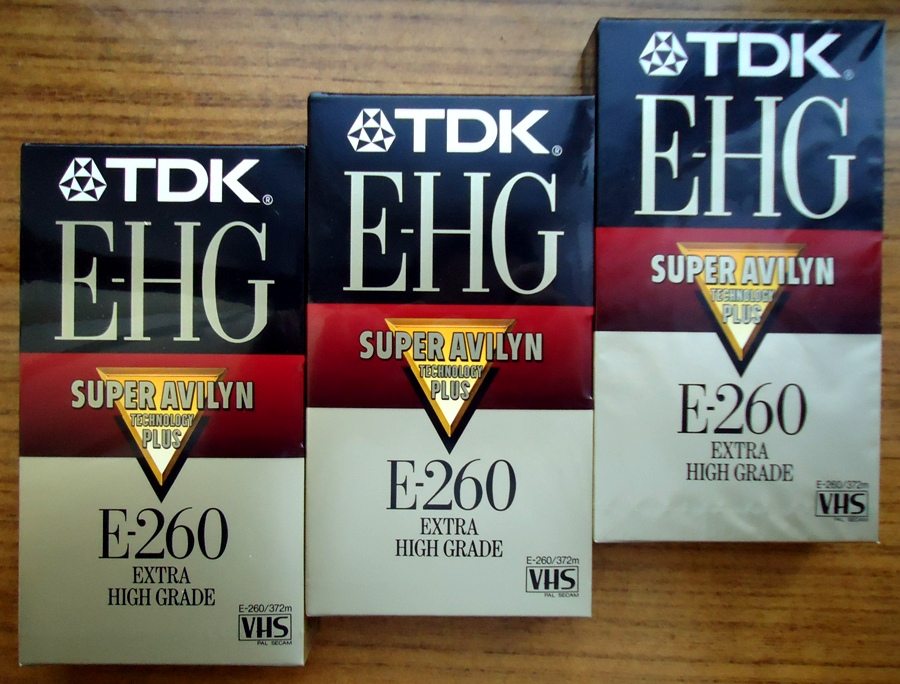 TDK®
E-HG
SUPER AVILYN
TECHNOLOGY
PLUS
E-260
EXTRA
HIGH GRADE
E-260/372m
VHS
PAL SECAM
TDK®
E-HG
SUPER AVILYN
TECHNOLOGY
PLUS
E-260
EXTRA
HIGH GRADE
E-260/372m
VHS
PAL SECAM
TDK®
E-HG
SUPER AVILYN
TECHNOLOGY
PLUS
E-260
EXTRA
HIGH GRADE
E-260/372m
VHS
PAL SECAM